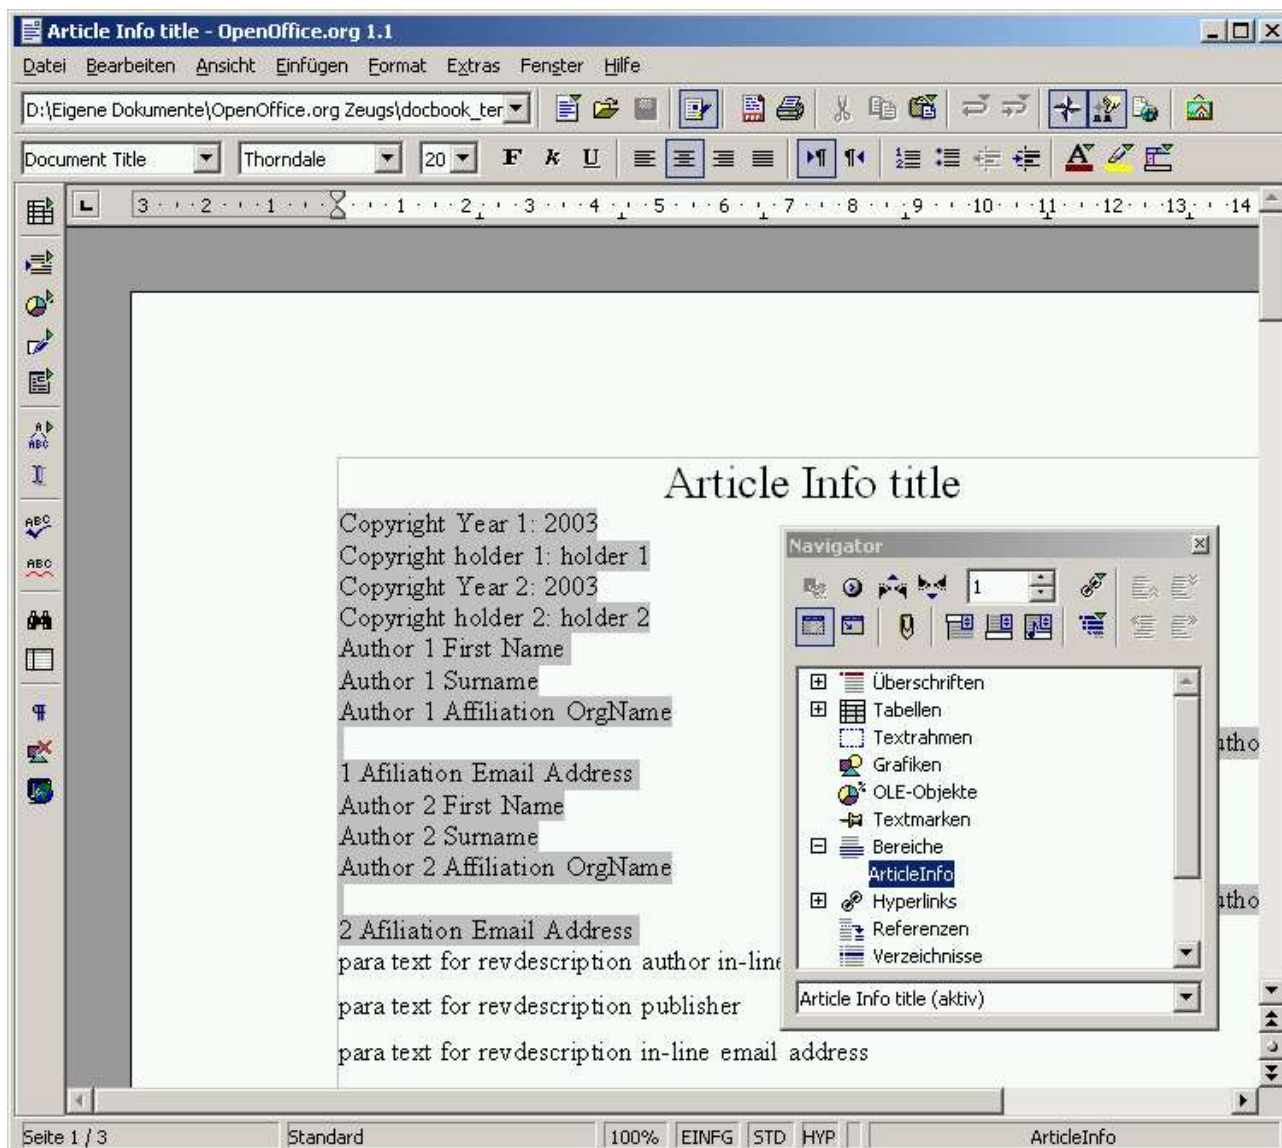 Article Info title - OpenOffice.org 1.1
Datei Bearbeiten Ansicht Einfügen Format Extras Fenster Hilfe
D:\Eigene Dokumente\OpenOffice.org Zeugs\docbook_ter
Document Title Thorndale 20 F k U
3 2 1 1 2 3 4 5 6 7 8 9 10 11 12 13 14
Article Info title
Copyright Year 1: 2003
Copyright holder 1: holder 1
Copyright Year 2: 2003
Copyright holder 2: holder 2
Author 1 First Name
Author 1 Surname
Author 1 Affiliation OrgName
utho
1 Afiliation Email Address
Author 2 First Name
Author 2 Surname
Author 2 Affiliation OrgName
utho
2 Afiliation Email Address
para text for revdescription author in-line
para text for revdescription publisher
para text for revdescription in-line email address
Navigator
1
Überschriften
Tabellen
Textrahmen
Grafiken
OLE-Objekte
Textmarken
Bereiche
ArticleInfo
Hyperlinks
Referenzen
Verzeichnisse
Article Info title (aktiv)
Seite 1 / 3 Standard 100% EINFG STD HYP ArticleInfo